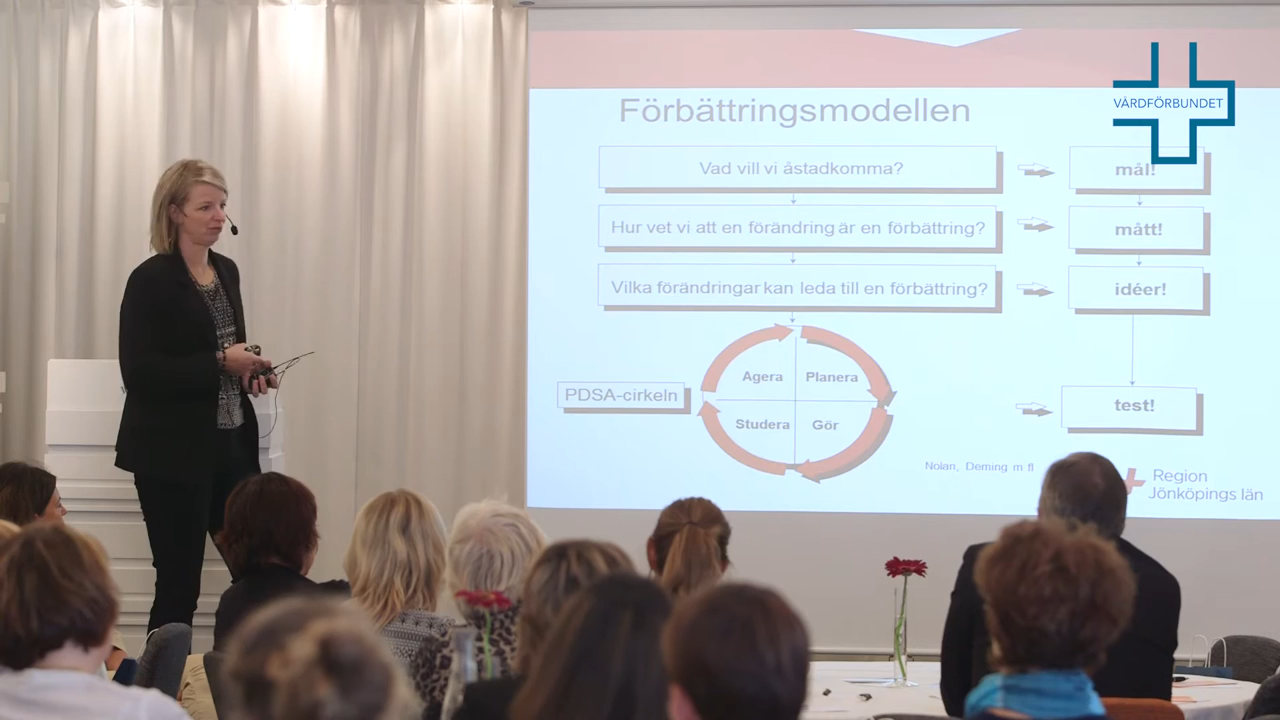 VÅRDFÖRBUNDET
Förbättringsmodellen
Vad vill vi åstadkomma?
mål!
Hur vet vi att en förändring är en förbättring?
mått!
Vilka förändringar kan leda till en förbättring?
idéer!
Agera
Planera
PDSA-cirkeln
Studera
Gör
test!
Nolan, Deming m fl
Region
Jönköpings län